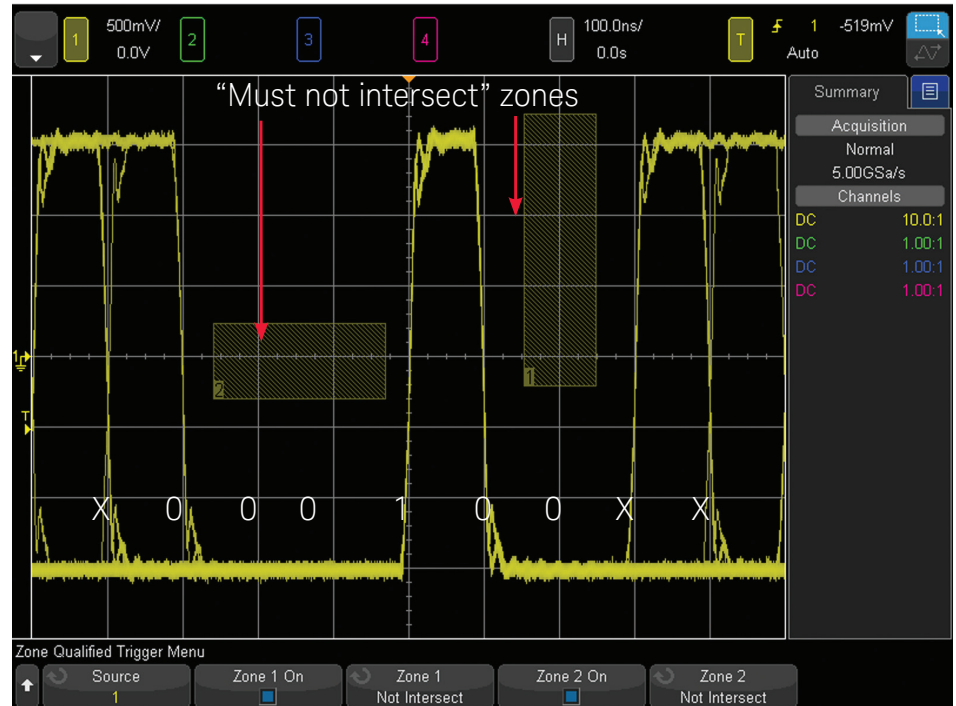 1 500mV/ 2 3 4 H 100.0ns/ T 1 -519mV
0.0V 0.0s Auto
"Must not intersect" zones
Summary
Acquisition
Normal
5.00GSa/s
Channels
DC 10.0:1
DC 1.00:1
DC 1.00:1
DC 1.00:1
1
2
1
T
X 0 0 0 1 0 0 X X
Zone Qualified Trigger Menu
Source Zone 1 On Zone 1 Zone 2 On Zone 2
1 Not Intersect Not Intersect